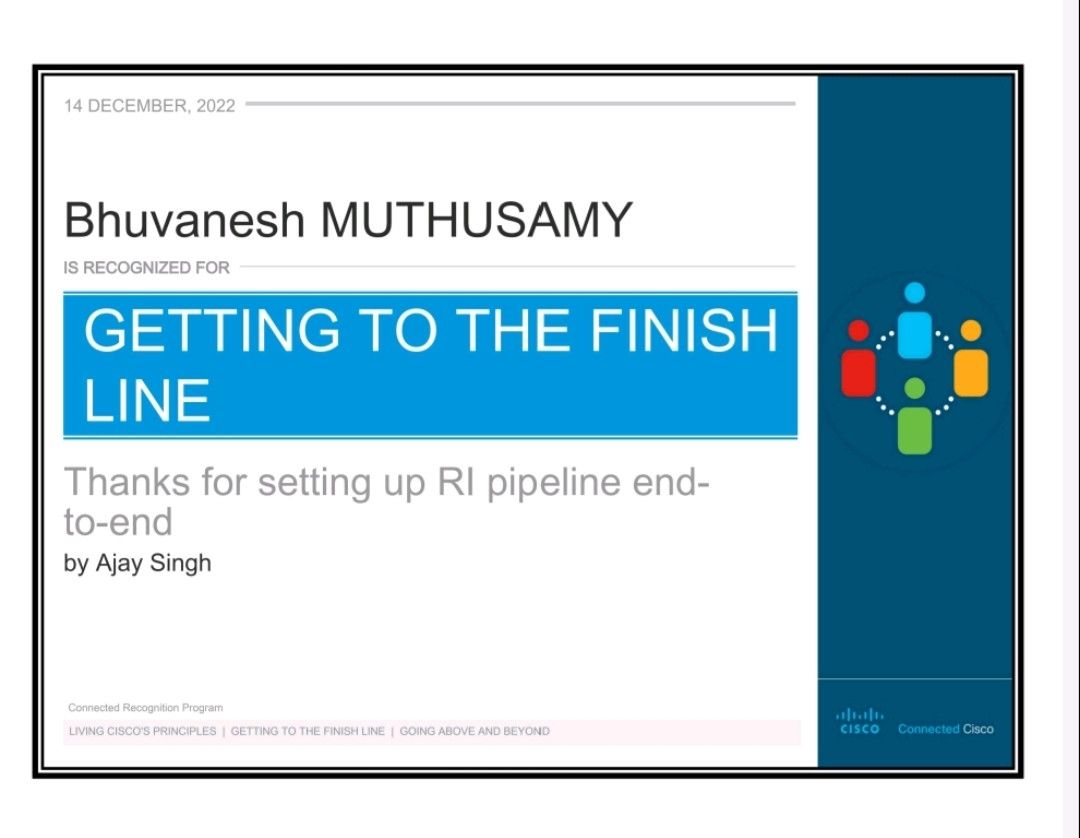 14 DECEMBER, 2022
Bhuvanesh MUTHUSAMY
IS RECOGNIZED FOR
GETTING TO THE FINISH
LINE
Thanks for setting up RI pipeline end-
to-end
by Ajay Singh
Connected Recognition Program
LIVING CISCO'S PRINCIPLES | GETTING TO THE FINISH LINE | GOING ABOVE AND BEYOND
CISCO Connected Cisco